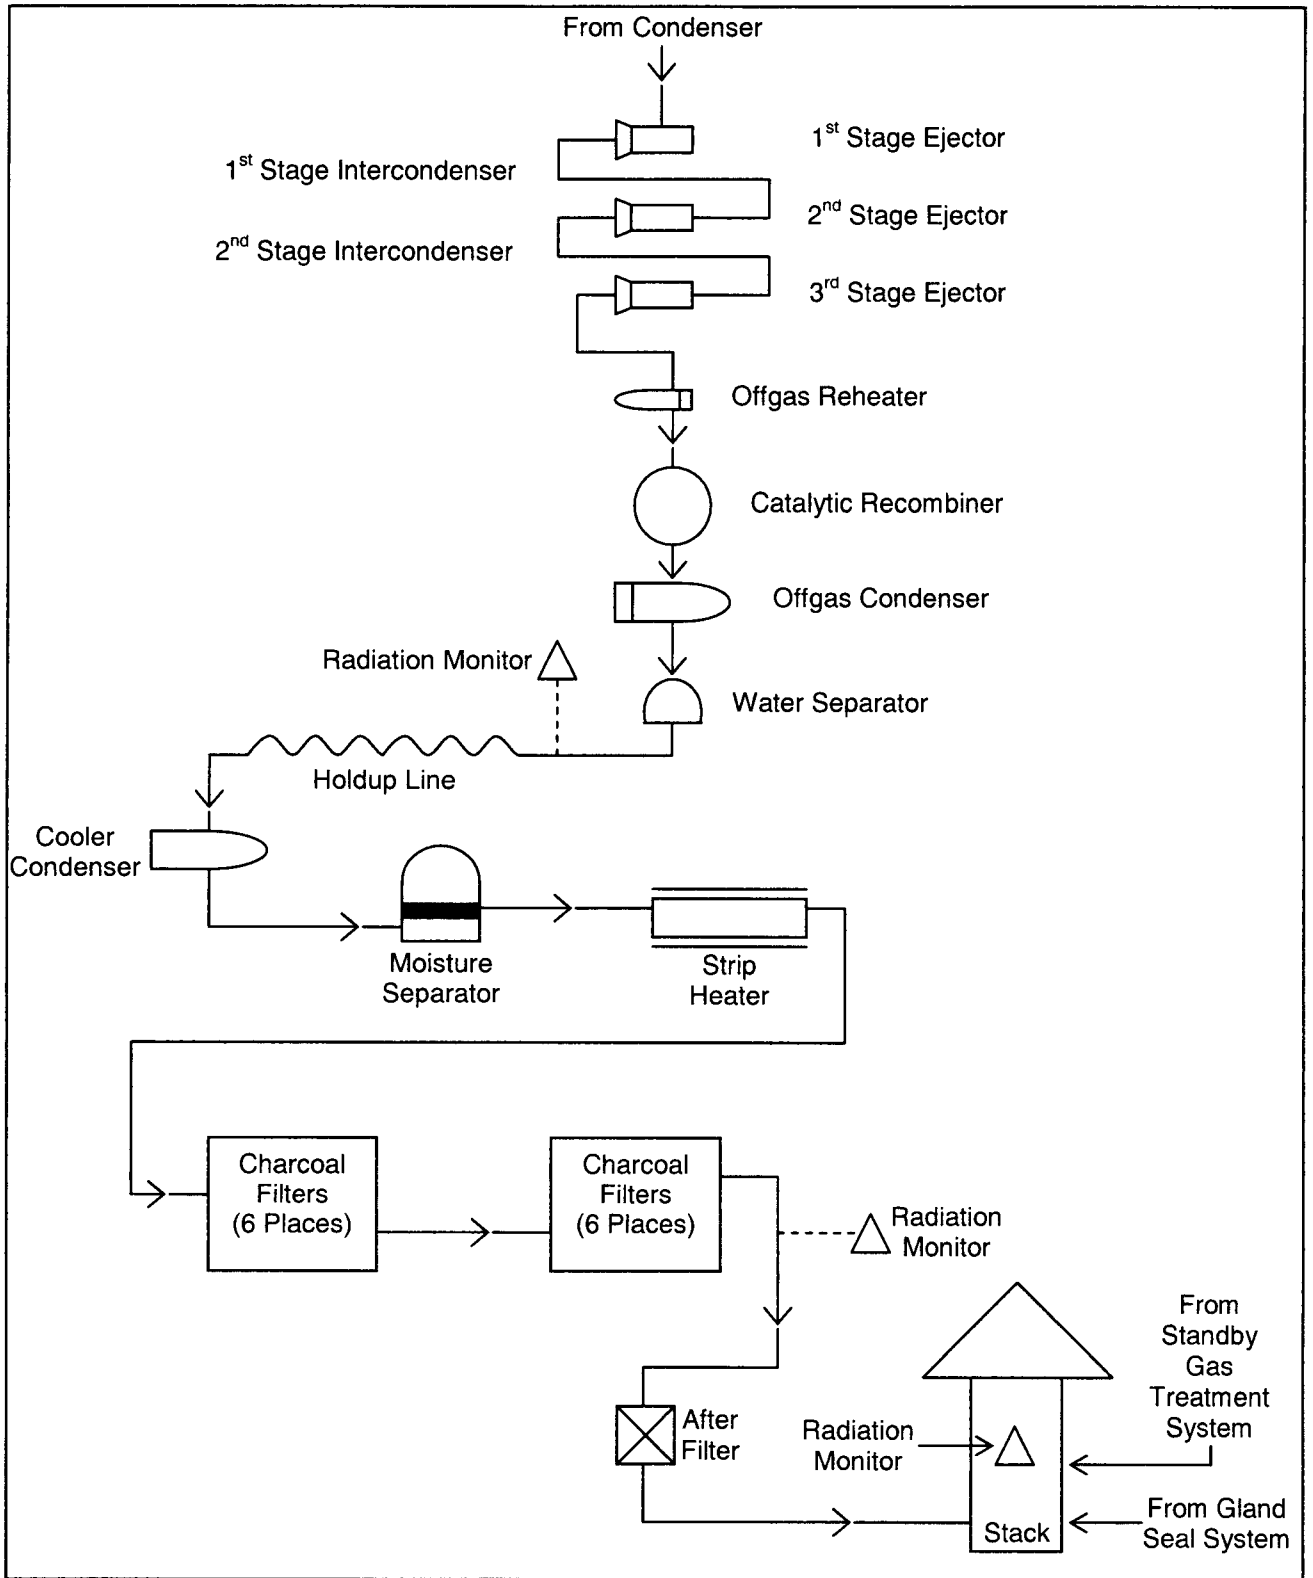 From Condenser
1st Stage Ejector
1st Stage Intercondenser
2nd Stage Ejector
2nd Stage Intercondenser
3rd Stage Ejector
Offgas Reheater
Catalytic Recombiner
Offgas Condenser
Radiation Monitor
Water Separator
Holdup Line
Cooler
Condenser
Moisture
Separator
Strip
Heater
Charcoal
Filters
(6 Places)
Charcoal
Filters
(6 Places)
Radiation
Monitor
From
Standby
Gas
Treatment
System
After
Filter
Radiation
Monitor
From Gland
Seal System
Stack